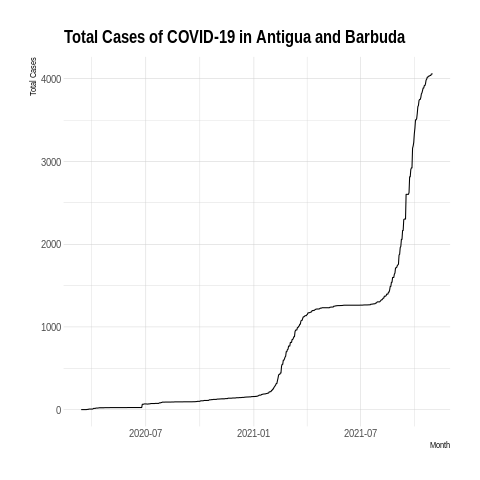 Total Cases of COVID-19 in Antigua and Barbuda
Total Cases
4000
3000
2000
1000
0
2020-07 2021-01 2021-07
Month